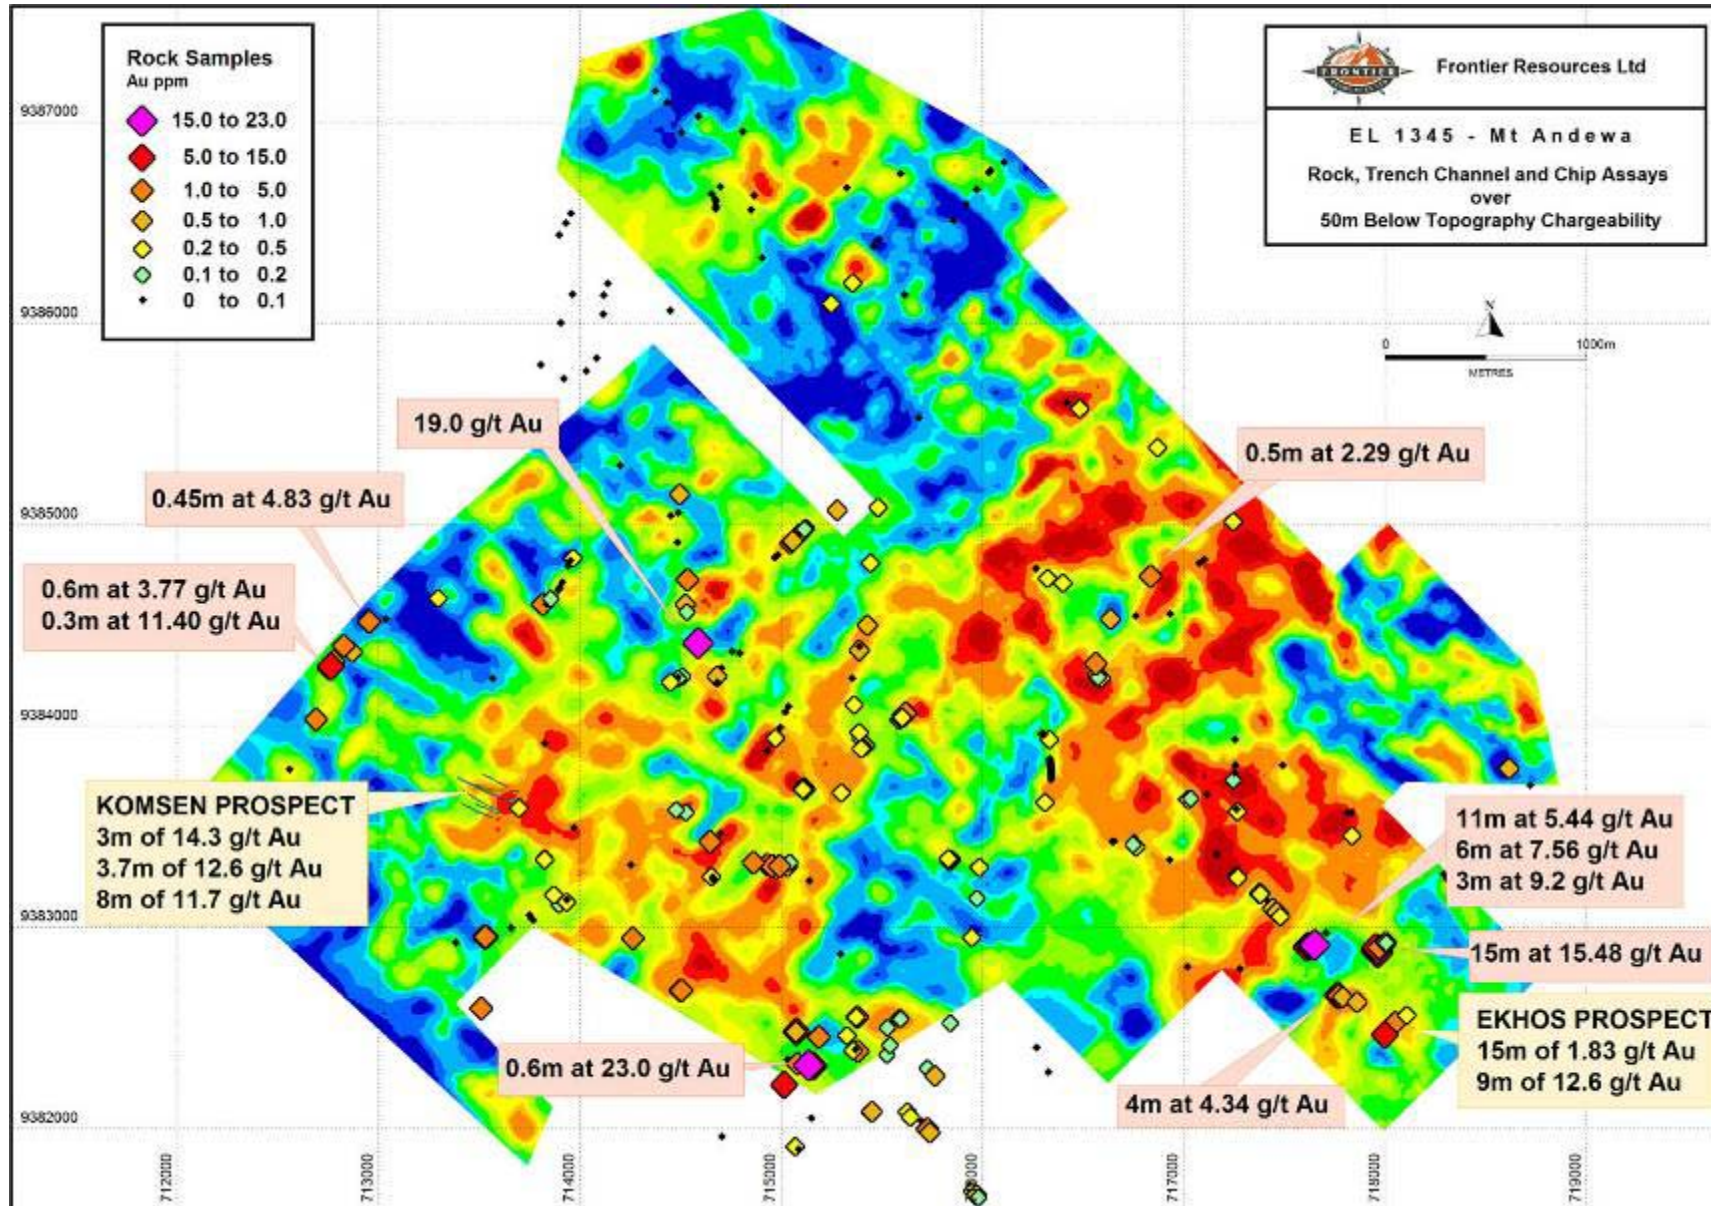 Rock Samples
Au ppm
15.0 to 23.0
5.0 to 15.0
1.0 to 5.0
0.5 to 1.0
0.2 to 0.5
0.1 to 0.2
0 to 0.1
FRONTIER
Frontier Resources Ltd
EL 1345 - Mt Andewa
Rock, Trench Channel and Chip Assays
over
50m Below Topography Chargeability
N
0 1000m
METRES
9387000
9386000
9385000
9384000
9383000
9382000
19.0 g/t Au
0.5m at 2.29 g/t Au
0.45m at 4.83 g/t Au
0.6m at 3.77 g/t Au
0.3m at 11.40 g/t Au
KOMSEN PROSPECT
3m of 14.3 g/t Au
3.7m of 12.6 g/t Au
8m of 11.7 g/t Au
11m at 5.44 g/t Au
6m at 7.56 g/t Au
3m at 9.2 g/t Au
15m at 15.48 g/t Au
EKHOS PROSPECT
15m of 1.83 g/t Au
9m of 12.6 g/t Au
0.6m at 23.0 g/t Au
4m at 4.34 g/t Au
712000
713000
714000
715000
717000
718000
719000